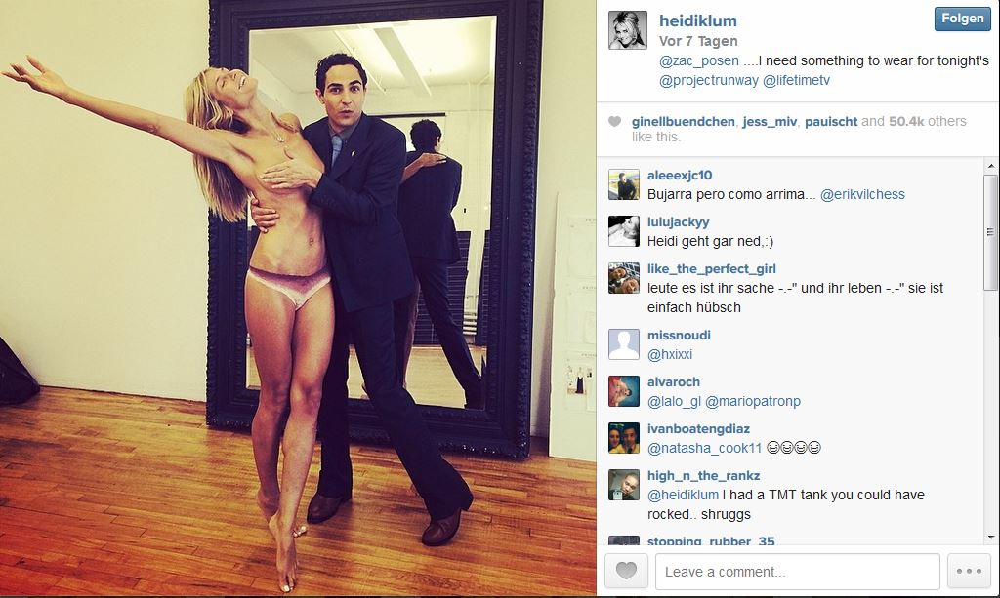 heidiklum
Folgen
Vor 7 Tagen
@zac_posen ....I need something to wear for tonight's
@projectrunway @lifetimetv
ginellbuendchen, jess_miv, pauischt and 50.4k others
like this.
aleeexjc10
Bujarra pero como arrima... @erikvilchess
lulujackyy
Heidi geht gar ned,:)
like_the_perfect_girl
leute es ist ihr sache -.-" und ihr leben -.-" sie ist
einfach hübsch
missnoudi
@hxixxi
alvaroch
@lalo_gl @mariopatronp
ivanboatengdiaz
@natasha_cook11 😂😂😂😂
high_n_the_rankz
@heidiklum I had a TMT tank you could have
rocked.. shruggs
stopping_rubber_35
Leave a comment...